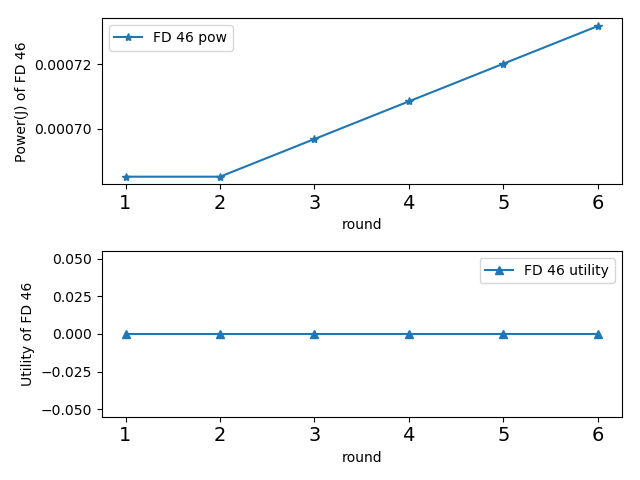 FD 46 pow
Power(J) of FD 46
0.00072
0.00070
1 2 3 4 5 6
round
FD 46 utility
Utility of FD 46
0.050
0.025
0.000
−0.025
−0.050
1 2 3 4 5 6
round